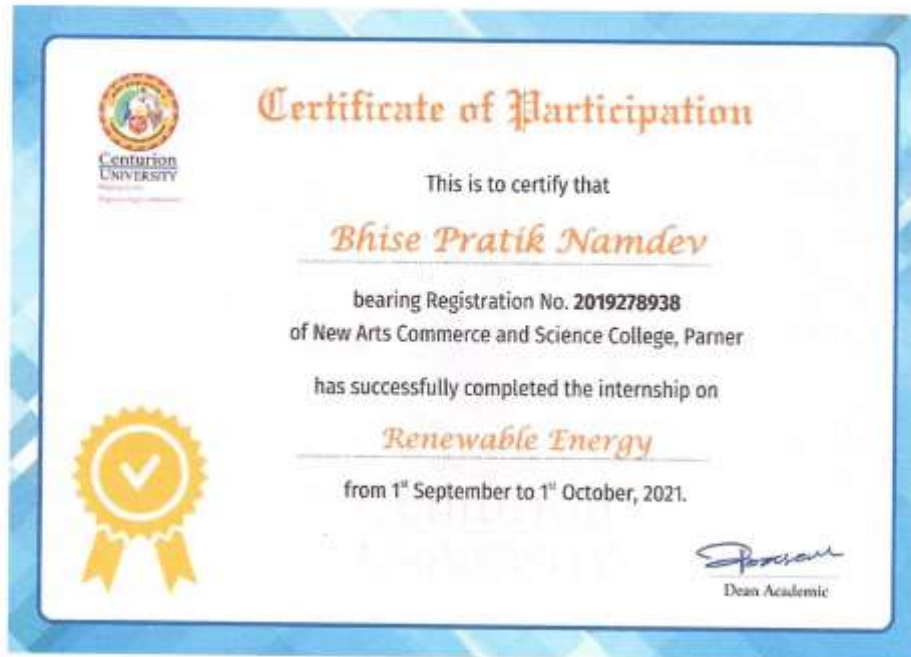 Centurion
UNIVERSITY
Certificate of Participation
This is to certify that
Bhise Pratik Namdev
bearing Registration No. 2019278938
of New Arts Commerce and Science College, Parner
has successfully completed the internship on
Renewable Energy
from 1st September to 1st October, 2021.
Dean Academic